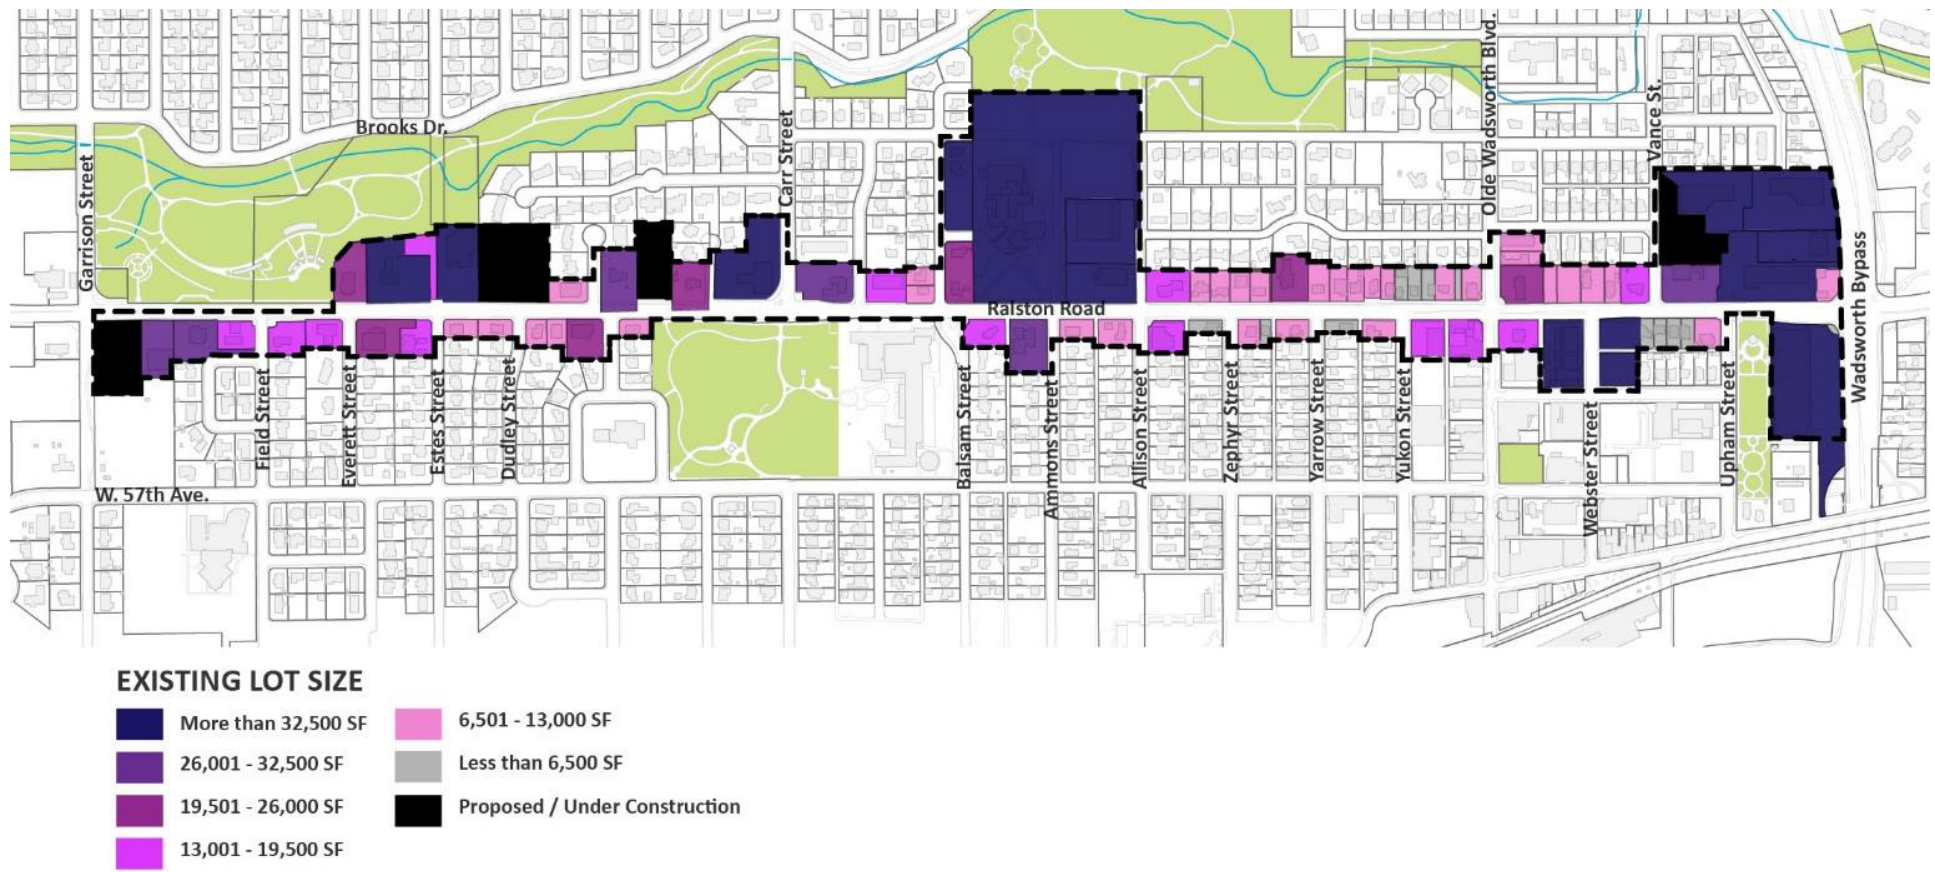 Brooks Dr.
Garrison Street
Carr Street
Olde Wadsworth Blvd.
Vance St.
Wadsworth Bypass
Ralston Road
Field Street
Everett Street
Estes Street
Dudley Street
Balsam Street
Ammons Street
Allison Street
Zephyr Street
Yarrow Street
Yukon Street
Webster Street
Upham Street
W. 57th Ave.
EXISTING LOT SIZE
More than 32,500 SF
26,001 - 32,500 SF
19,501 - 26,000 SF
13,001 - 19,500 SF
6,501 - 13,000 SF
Less than 6,500 SF
Proposed / Under Construction